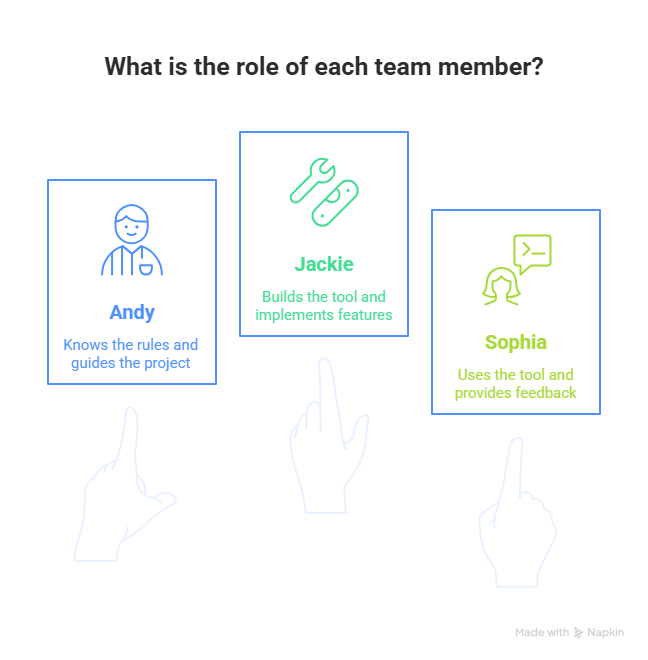 What is the role of each team member?
Jackie
Builds the tool and
implements features
Andy
Knows the rules and
guides the project
Sophia
Uses the tool and
provides feedback
Made with Napkin